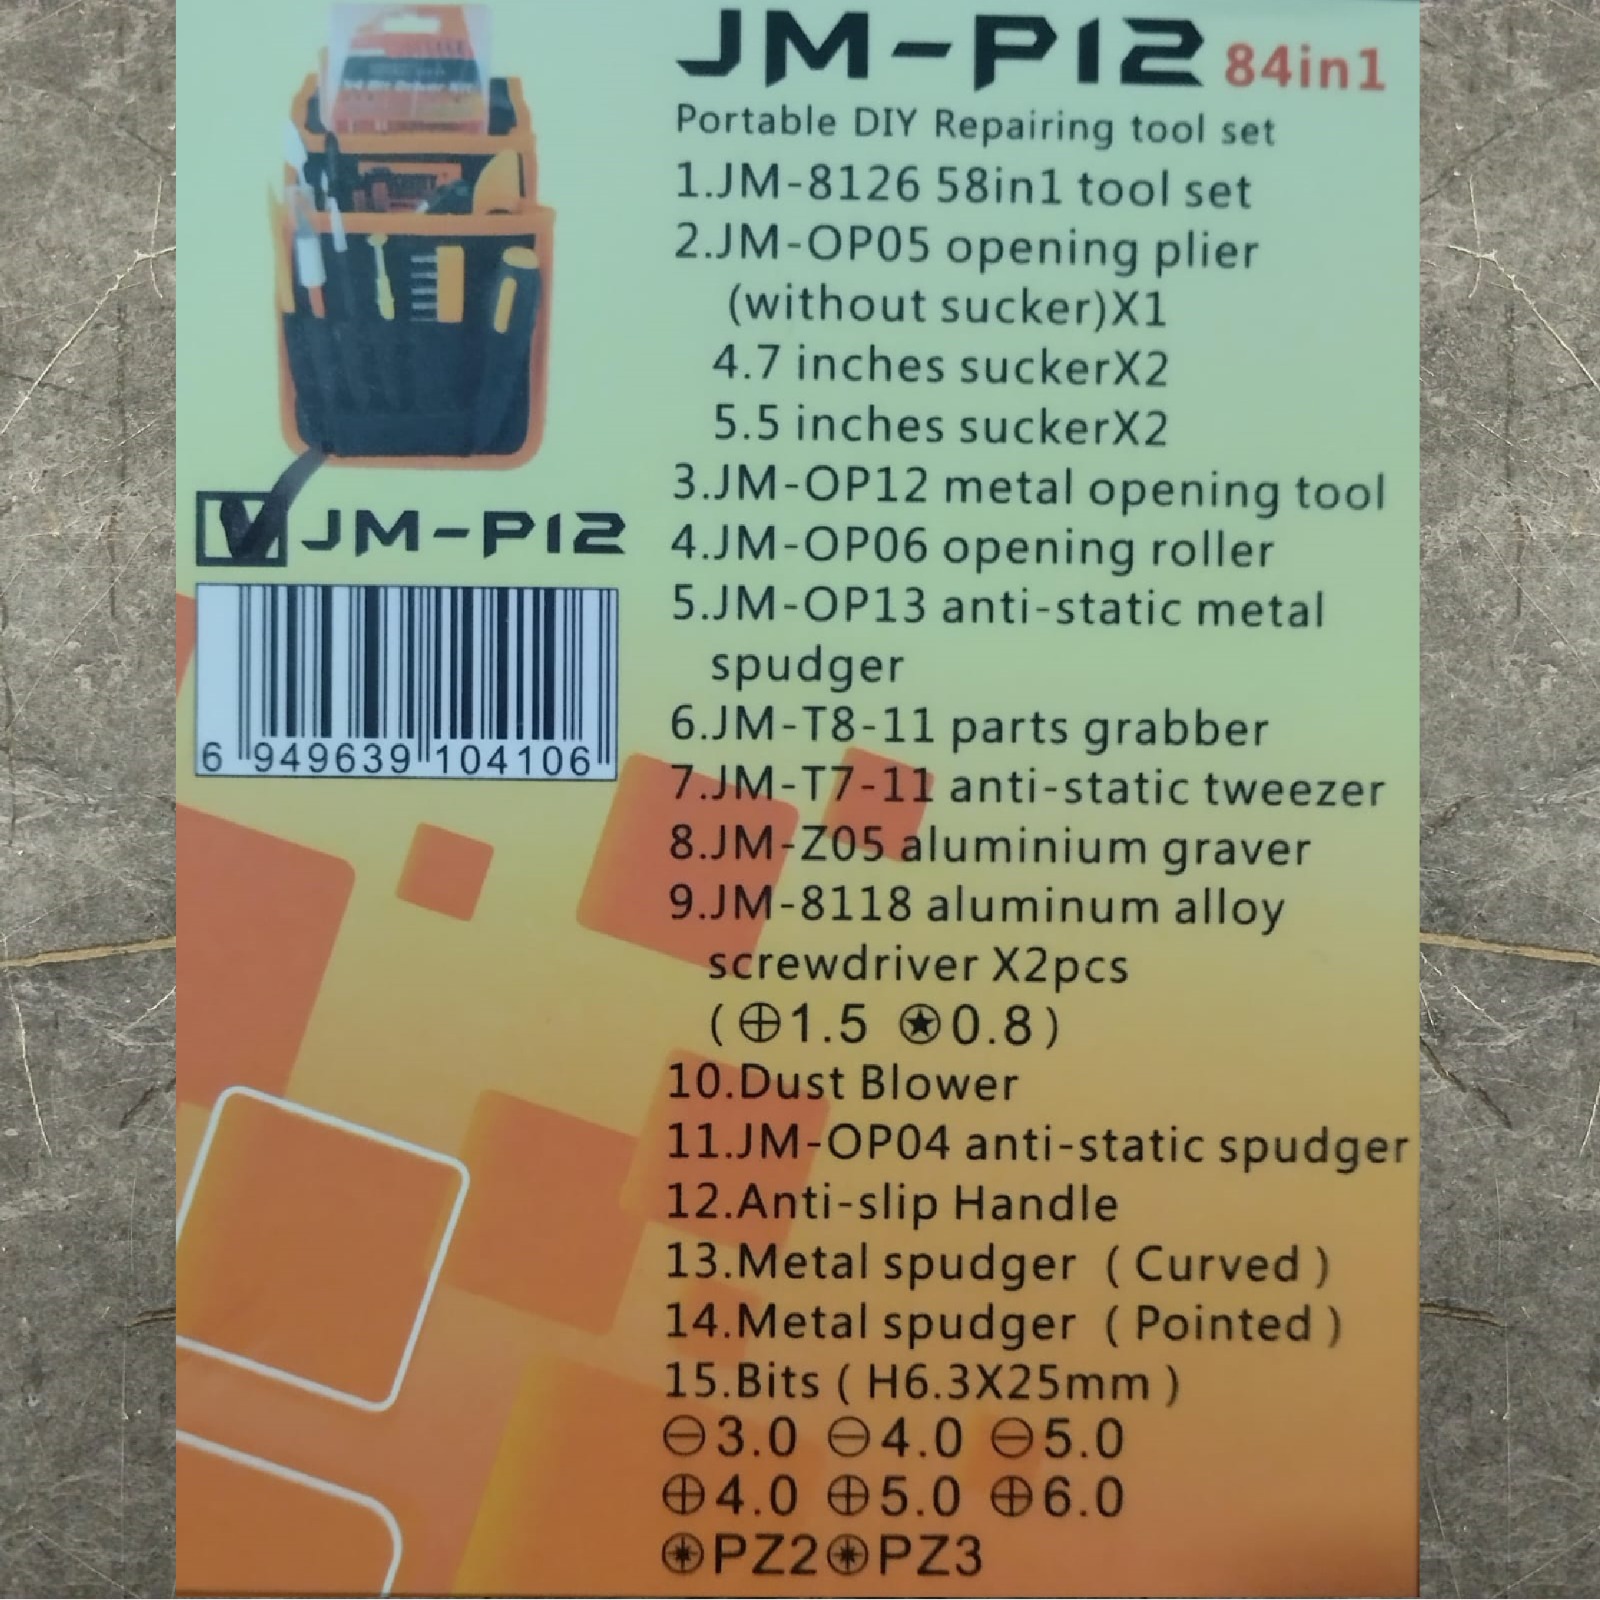 JM-P12 84in1
Portable DIY Repairing tool set
1.JM-8126 58in1 tool set
2.JM-OP05 opening plier
(without sucker)X1
4.7 inches suckerX2
5.5 inches suckerX2
3.JM-OP12 metal opening tool
4.JM-OP06 opening roller
5.JM-OP13 anti-static metal
spudger
6.JM-T8-11 parts grabber
7.JM-T7-11 anti-static tweezer
8.JM-Z05 aluminium graver
9.JM-8118 aluminum alloy
screwdriver X2pcs
(⊕1.5 ✪0.8)
10.Dust Blower
11.JM-OP04 anti-static spudger
12.Anti-slip Handle
13.Metal spudger (Curved)
14.Metal spudger (Pointed)
15.Bits (H6.3X25mm)
⊖3.0 ⊖4.0 ⊖5.0
⊕4.0 ⊕5.0 ⊕6.0
PZ2 PZ3
JM-P12
6 949639 104106